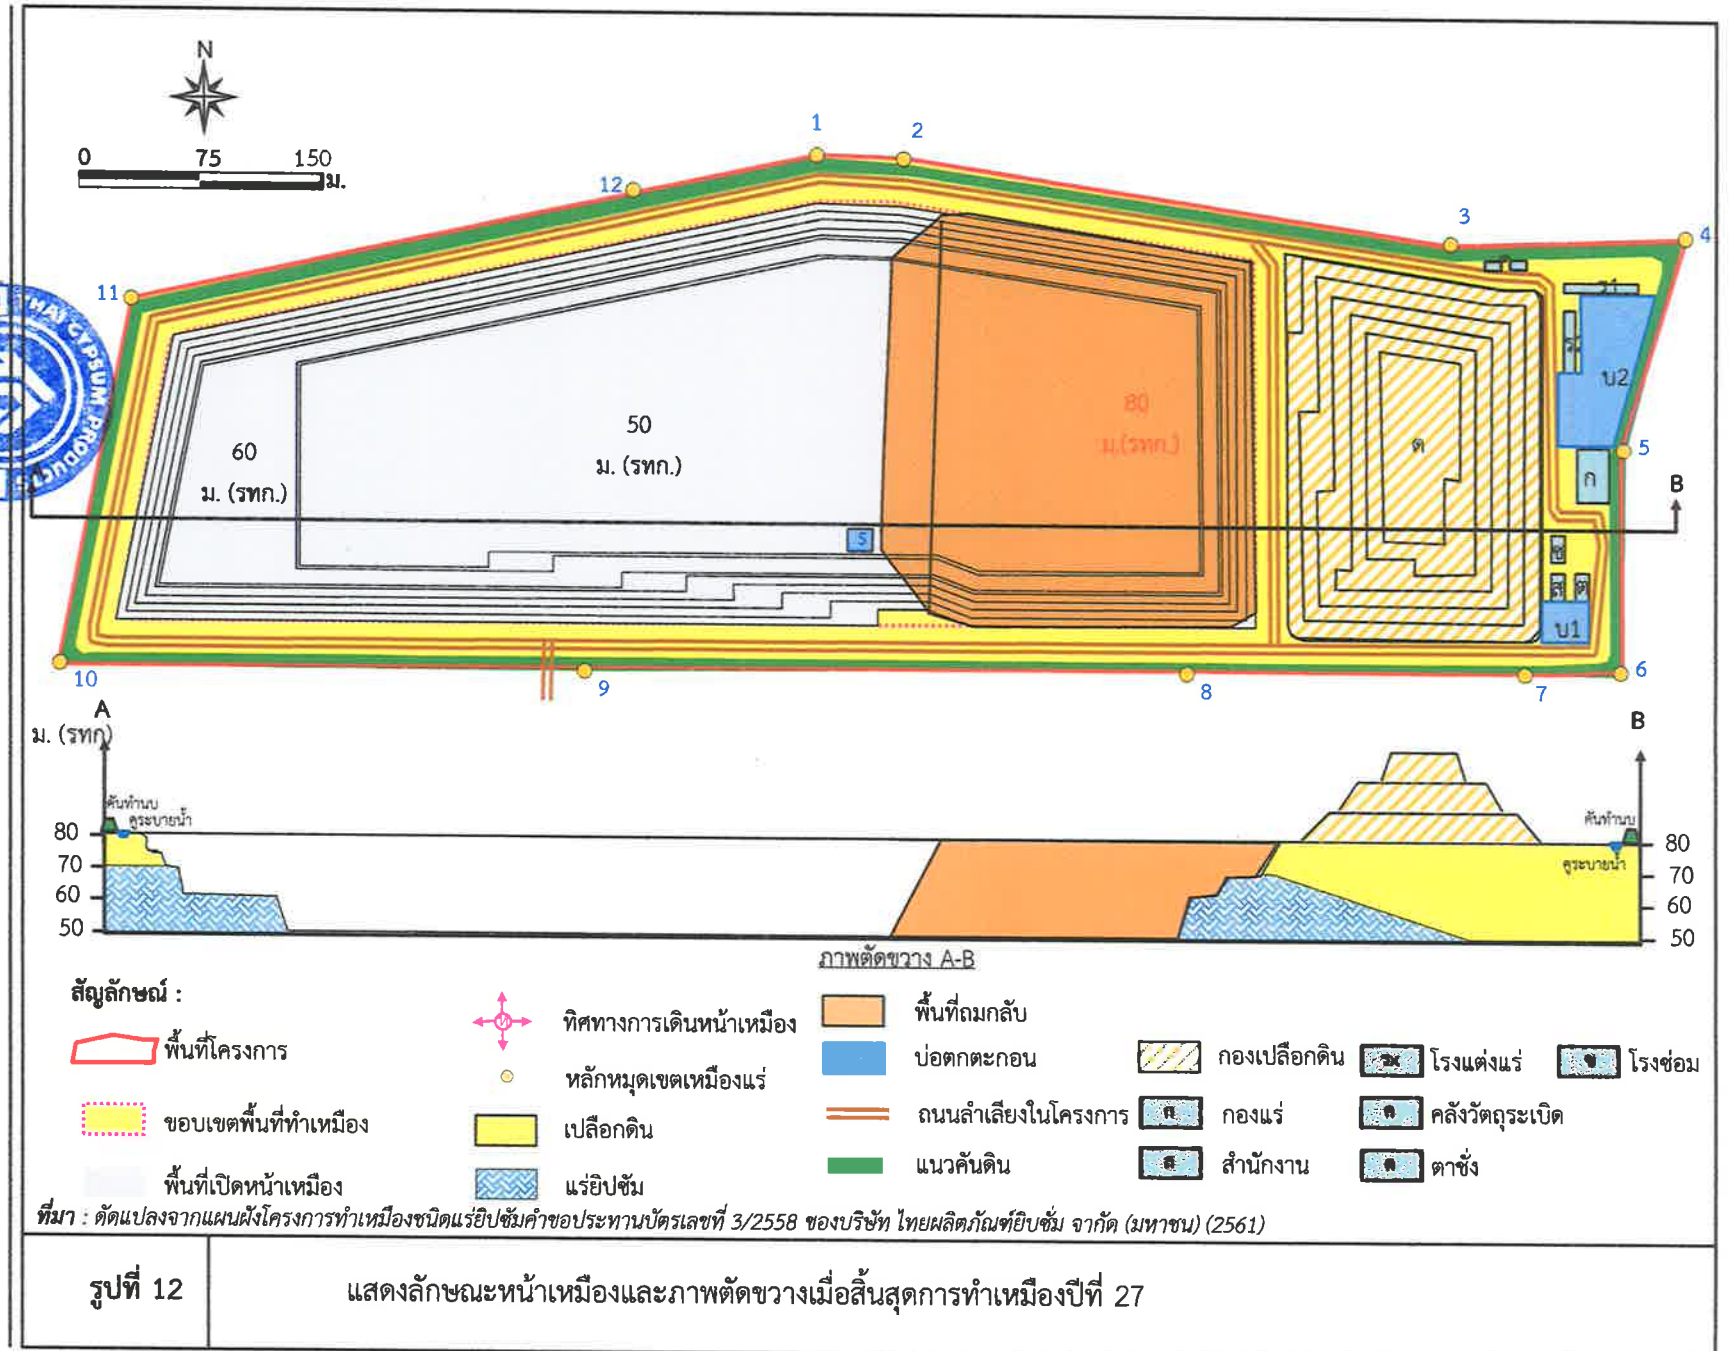 N
0 75 150
ม.
1
2
3
4
5
6
7
8
9
10
11
12
THAI GYPSUM PRODUCTS
60
ม. (รทก.)
50
ม. (รทก.)
80
ม.(รทก.)
S
ต
บ2
ก
ช
ส
ต
บ1
B
A
B
ม. (รทก)
คันทำนบ
คูระบายน้ำ
80
70
60
50
คันทำนบ
คูระบายน้ำ
80
70
60
50
ภาพตัดขวาง A-B
สัญลักษณ์ :
พื้นที่โครงการ
ขอบเขตพื้นที่ทำเหมือง
พื้นที่เปิดหน้าเหมือง
ทิศทางการเดินหน้าเหมือง
หลักหมุดเขตเหมืองแร่
เปลือกดิน
แร่ยิปซัม
พื้นที่ถมกลับ
บ่อตกตะกอน
ถนนลำเลียงในโครงการ
แนวคันดิน
กองเปลือกดิน
ก กองแร่
ส สำนักงาน
โรงแต่งแร่
คลังวัตถุระเบิด
ตาชั่ง
โรงซ่อม
ที่มา : ดัดแปลงจากแผนผังโครงการทำเหมืองชนิดแร่ยิปซัมคำขอประทานบัตรเลขที่ 3/2558 ของบริษัท ไทยผลิตภัณฑ์ยิบซั่ม จำกัด (มหาชน) (2561)
รูปที่ 12
แสดงลักษณะหน้าเหมืองและภาพตัดขวางเมื่อสิ้นสุดการทำเหมืองปีที่ 27